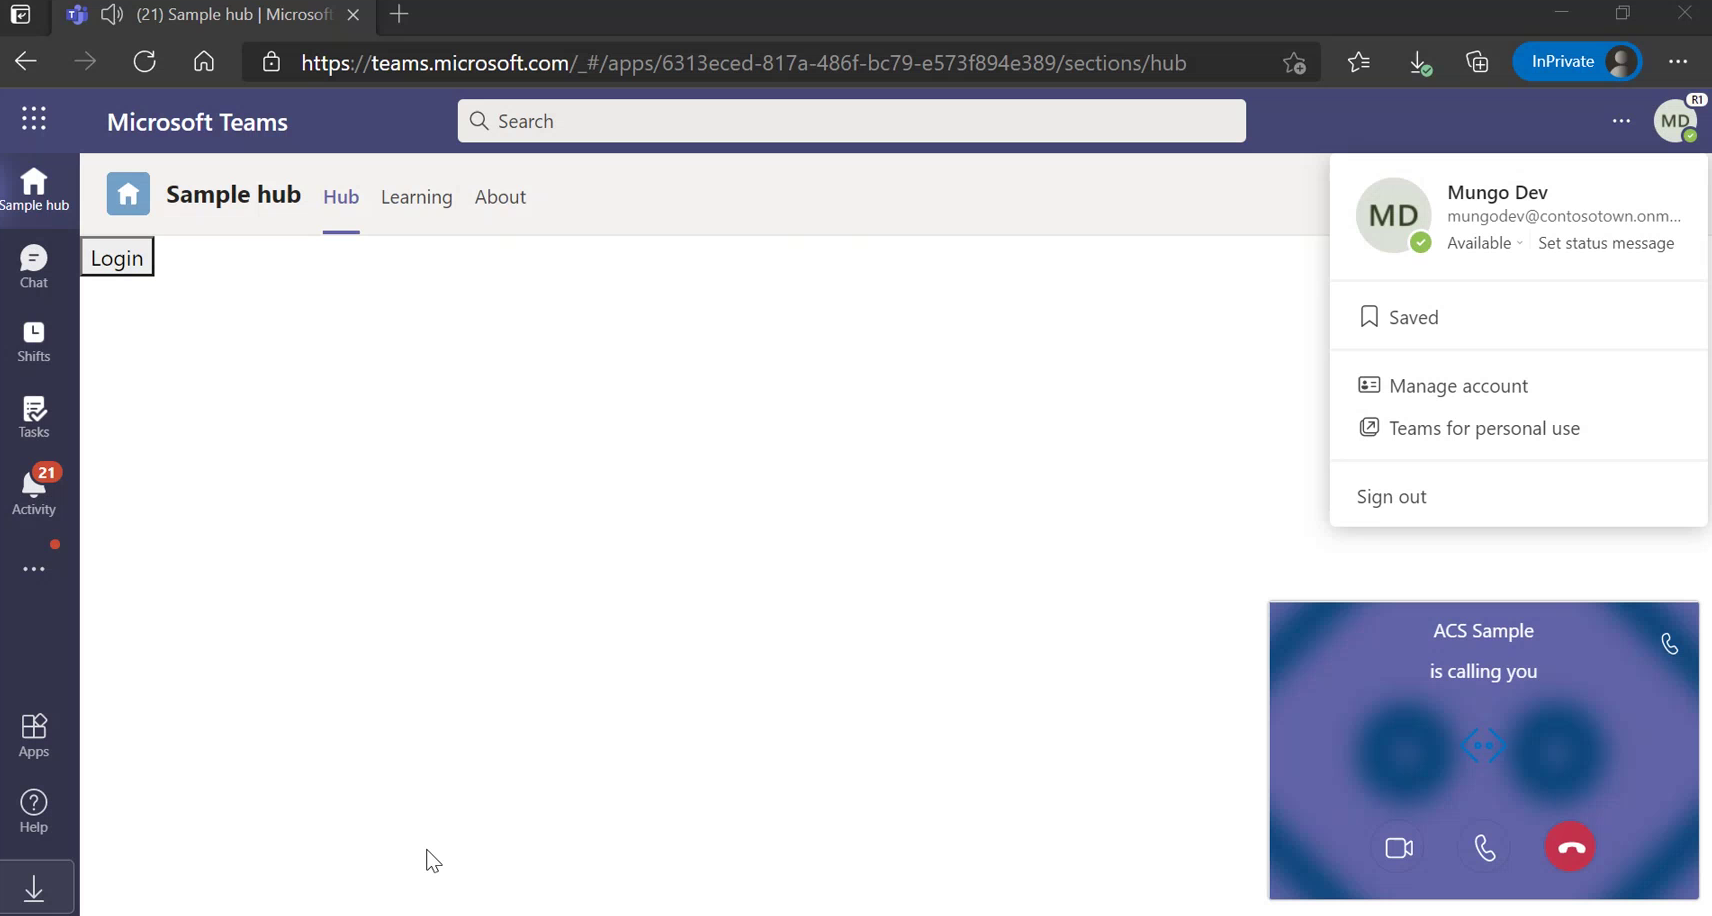 (21) Sample hub | Microsoft
https://teams.microsoft.com/_#/apps/6313eced-817a-486f-bc79-e573f894e389/sections/hub
InPrivate
Microsoft Teams
Search
MD
R1
Sample hub
Sample hub
Hub
Learning
About
Login
Chat
Shifts
Tasks
21
Activity
Apps
Help
MD
Mungo Dev
mungodev@contosotown.onm...
Available
Set status message
Saved
Manage account
Teams for personal use
Sign out
ACS Sample
is calling you